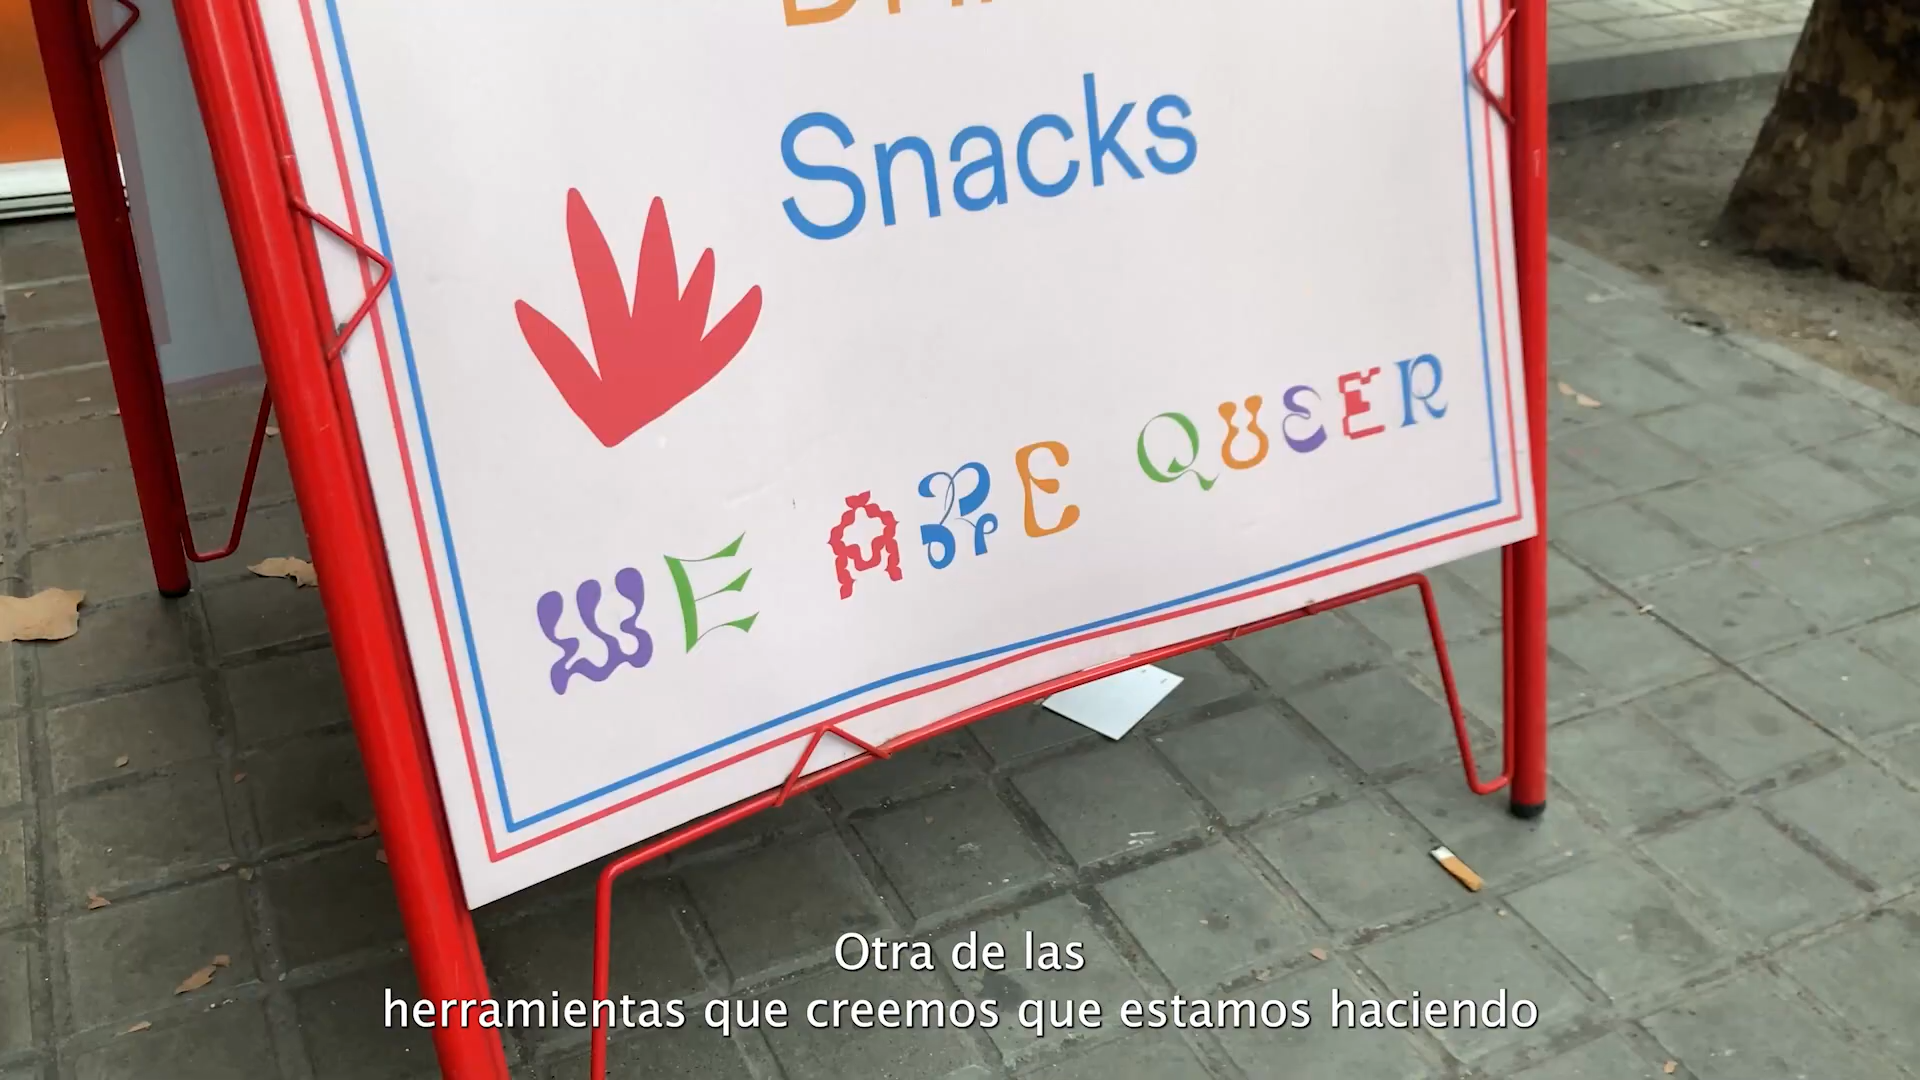 Snacks
WE ARE QUEER
Otra de las
herramientas que creemos que estamos haciendo